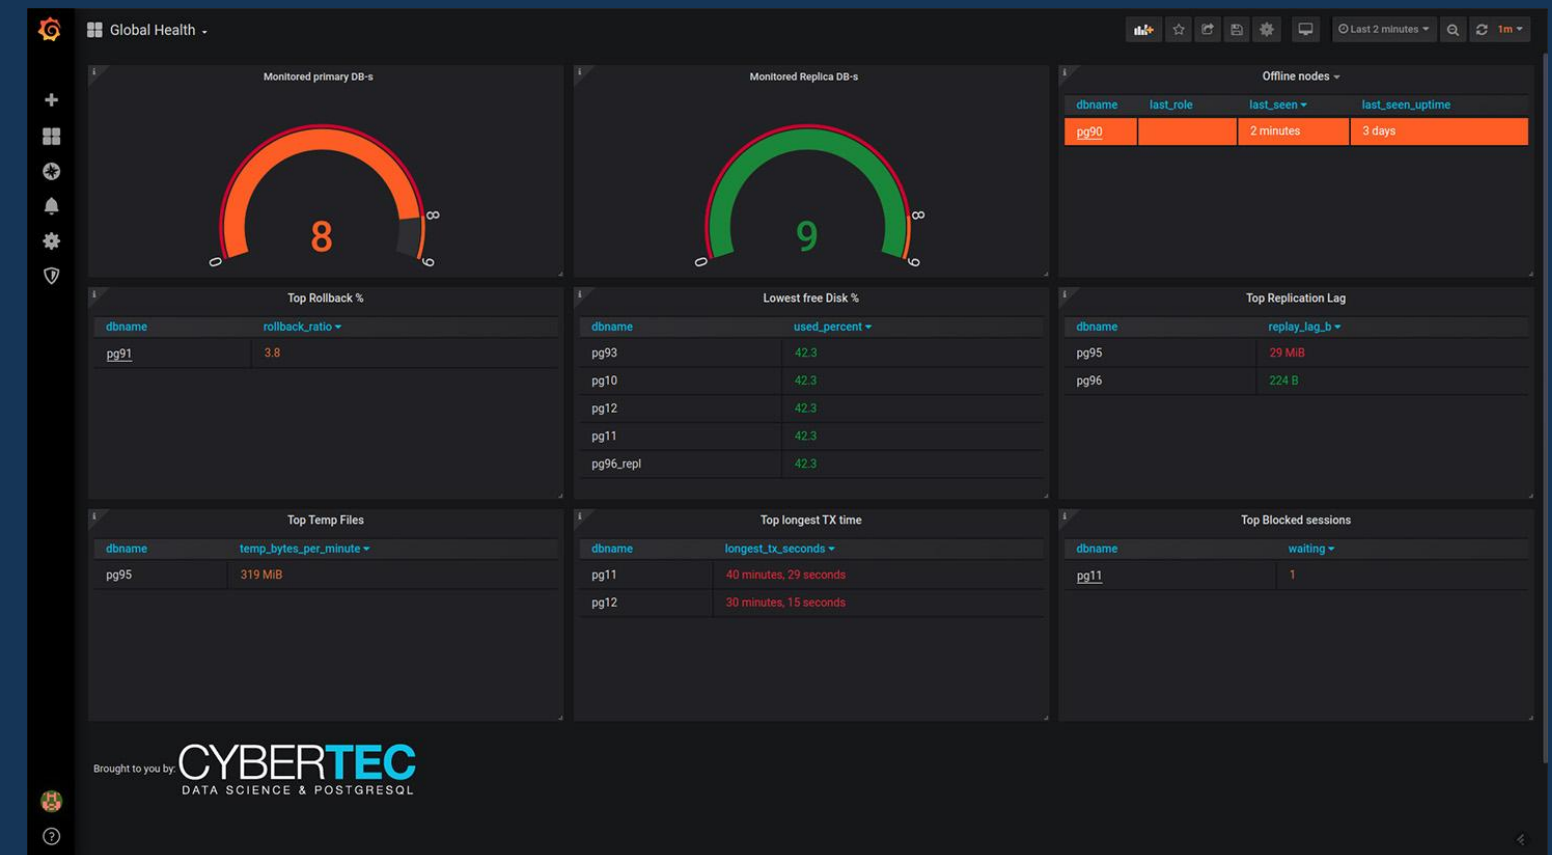 Global Health
Last 2 minutes
1m
Monitored primary DB-s
8
0
8
9
Monitored Replica DB-s
9
0
8
9
Offline nodes
dbname last_role last_seen last_seen_uptime
pg90 2 minutes 3 days
Top Rollback %
dbname rollback_ratio
pg91 3.8
Lowest free Disk %
dbname used_percent
pg93 42.3
pg10 42.3
pg12 42.3
pg11 42.3
pg96_repl 42.3
Top Replication Lag
dbname replay_lag_b
pg95 29 MiB
pg96 224 B
Top Temp Files
dbname temp_bytes_per_minute
pg95 319 MiB
Top longest TX time
dbname longest_tx_seconds
pg11 40 minutes, 29 seconds
pg12 30 minutes, 15 seconds
Top Blocked sessions
dbname waiting
pg11 1
Brought to you by: CYBERTEC
DATA SCIENCE & POSTGRESQL